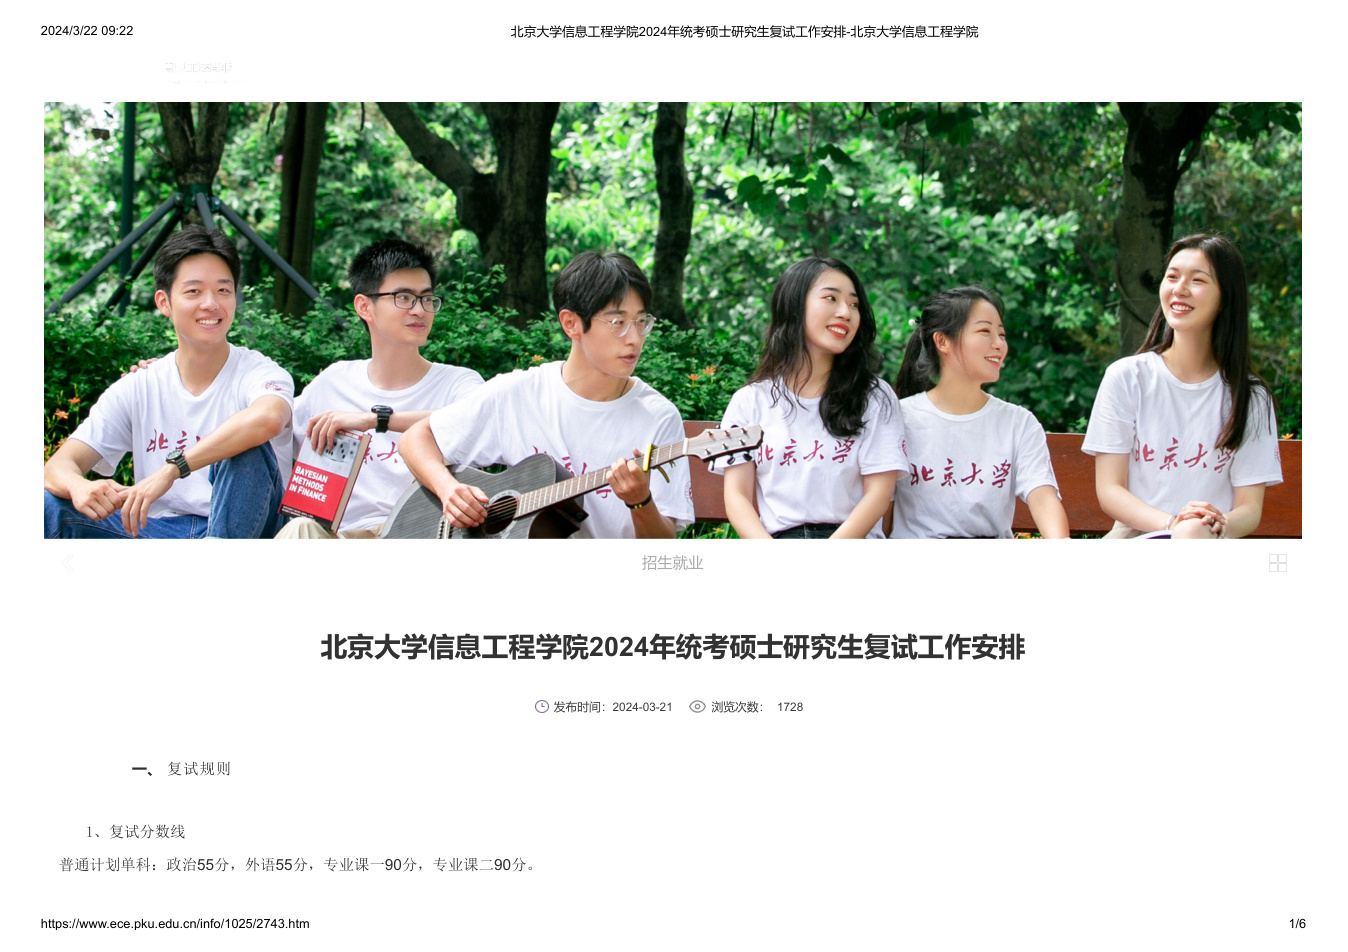 2024/3/22 09:22
北京大学信息工程学院2024年统考硕士研究生复试工作安排-北京大学信息工程学院
北京大学
BAYESIAN
METHODS
IN FINANCE
北京大学
北京大学
北京大学
招生就业
北京大学信息工程学院2024年统考硕士研究生复试工作安排
发布时间：2024-03-21 浏览次数： 1728
一、 复试规则
1、复试分数线
普通计划单科：政治55分，外语55分，专业课一90分，专业课二90分。
https://www.ece.pku.edu.cn/info/1025/2743.htm
1/6